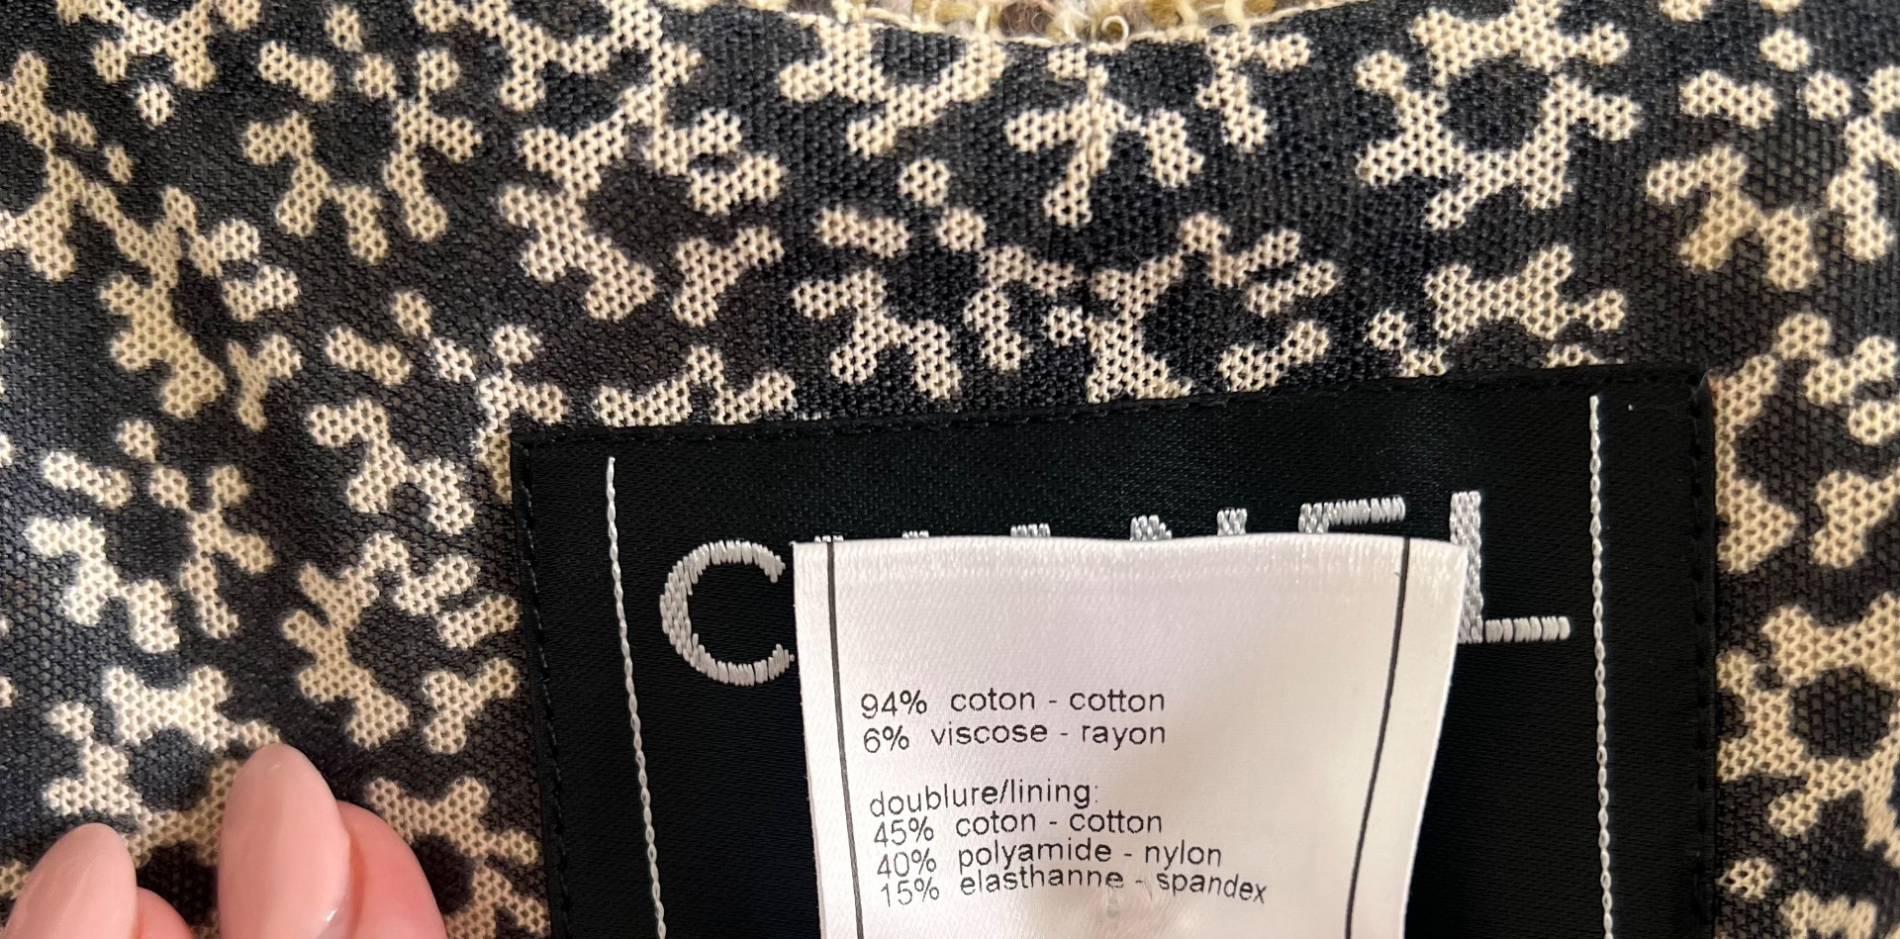 94% coton - cotton
6% viscose - rayon
doublure/lining:
45% coton - cotton
40% polyamide - nylon
15% elasthanne - spandex